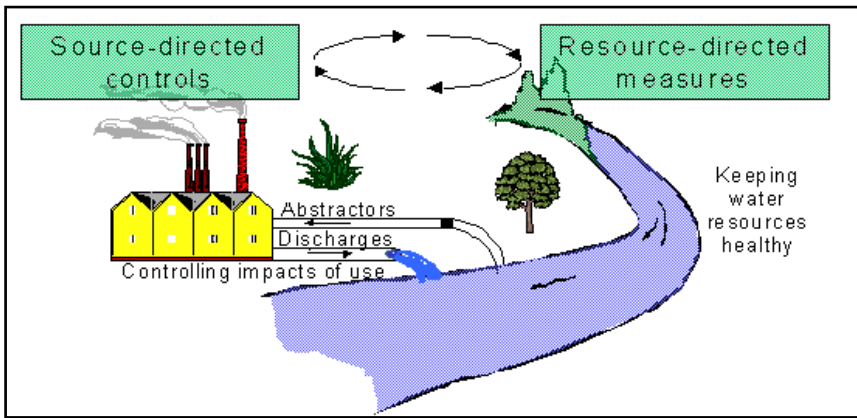 Source-directed
controls
Resource-directed
measures
Keeping
water
resources
healthy
Abstractors
Discharges
Controlling impacts of use